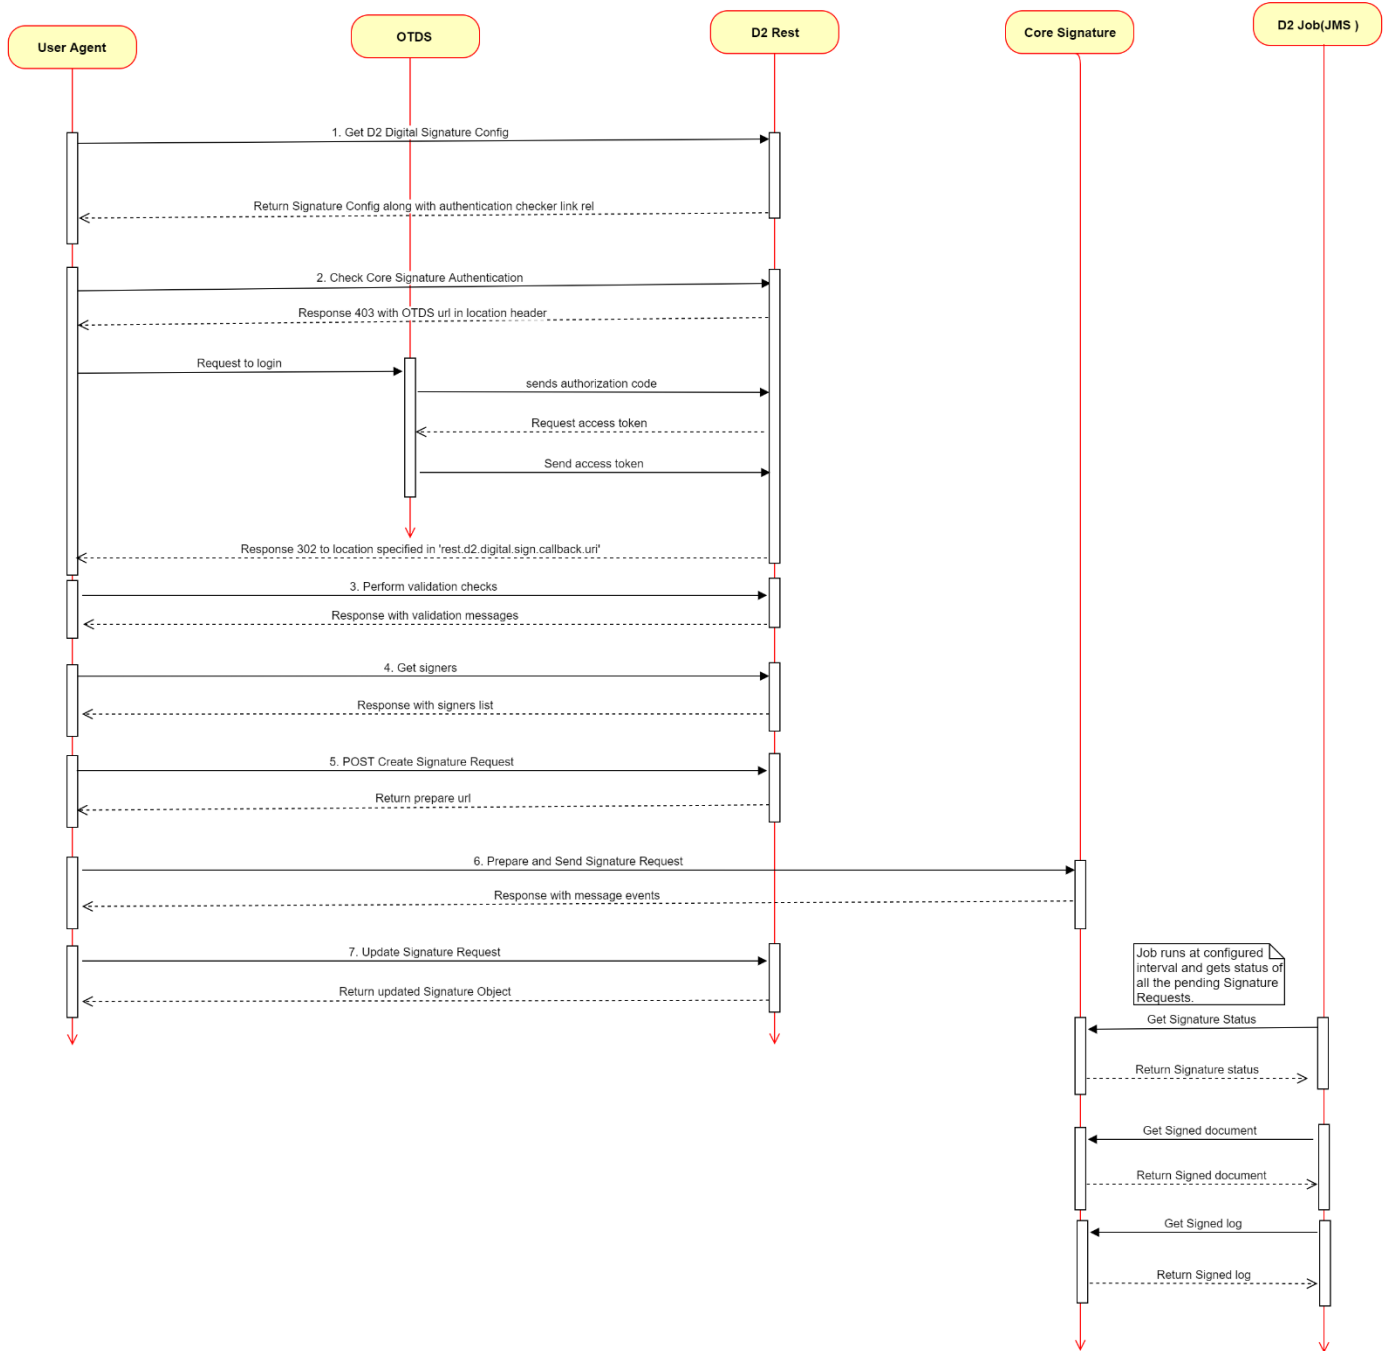 User Agent
OTDS
D2 Rest
Core Signature
D2 Job(JMS )
1. Get D2 Digital Signature Config
Return Signature Config along with authentication checker link rel
2. Check Core Signature Authentication
Response 403 with OTDS url in location header
Request to login
sends authorization code
Request access token
Send access token
Response 302 to location specified in 'rest.d2.digital.sign.callback.uri'
3. Perform validation checks
Response with validation messages
4. Get signers
Response with signers list
5. POST Create Signature Request
Return prepare url
6. Prepare and Send Signature Request
Response with message events
7. Update Signature Request
Return updated Signature Object
Job runs at configured
interval and gets status of
all the pending Signature
Requests.
Get Signature Status
Return Signature status
Get Signed document
Return Signed document
Get Signed log
Return Signed log